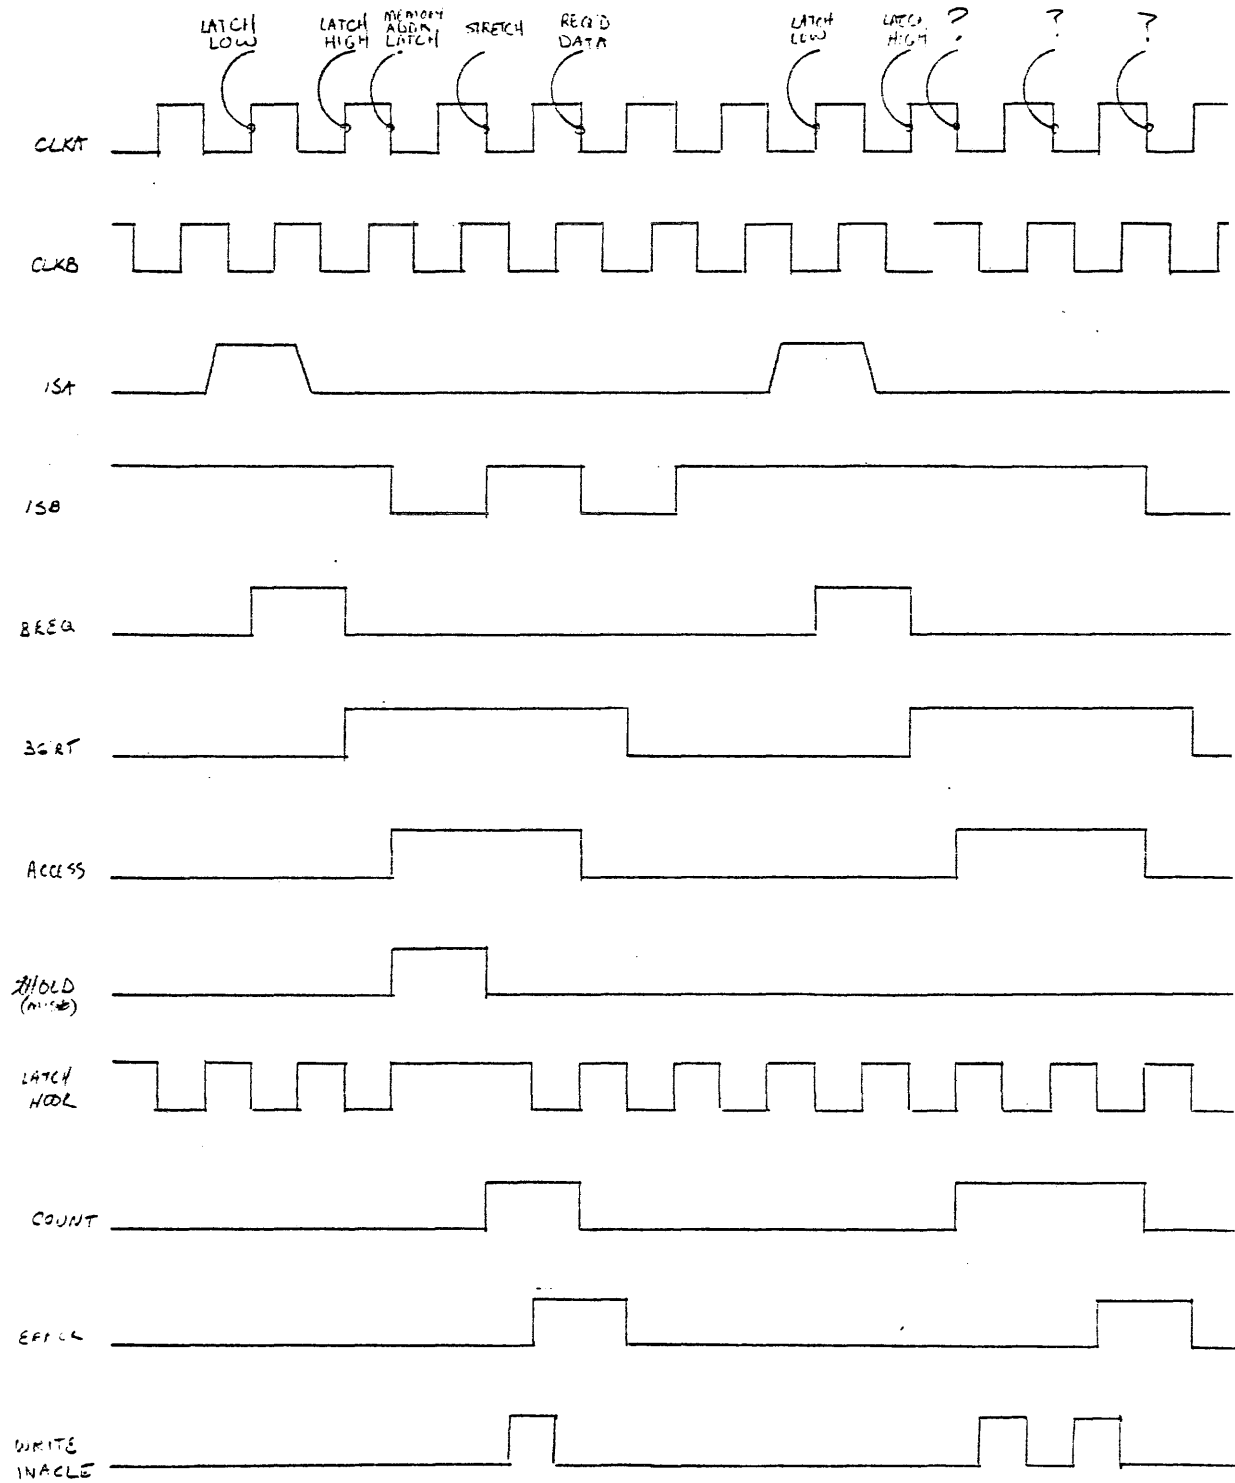 LATCH
LOW
LATCH
HIGH
MEMORY
ADDR
LATCH
STRETCH
REQ'D
DATA
LATCH
LOW
LATCH
HIGH
?
?
?
CLKA
CLKB
ISA
ISB
BREQ
ACCESS
HOLD
LATCH
COUNT
WRITE